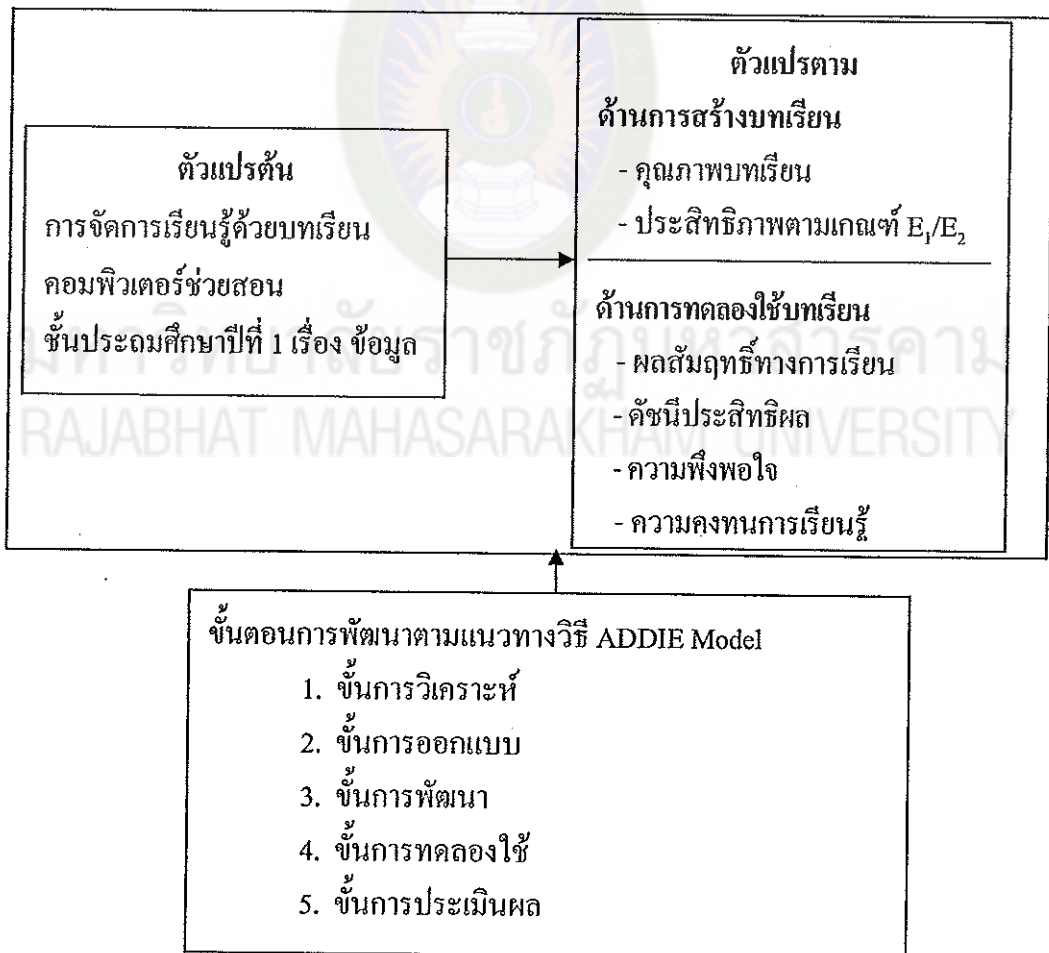 ตัวแปรต้น
การจัดการเรียนรู้ด้วยบทเรียน
คอมพิวเตอร์ช่วยสอน
ชั้นประถมศึกษาปีที่ 1 เรื่อง ข้อมูล
ตัวแปรตาม
ด้านการสร้างบทเรียน
- คุณภาพบทเรียน
- ประสิทธิภาพตามเกณฑ์ E₁/E₂
ด้านการทดลองใช้บทเรียน
- ผลสัมฤทธิ์ทางการเรียน
- ดัชนีประสิทธิผล
- ความพึงพอใจ
- ความคงทนการเรียนรู้
มหาวิทยาลัยราชภัฏมหาสารคาม
RAJABHAT MAHASARAKHAM UNIVERSITY
ขั้นตอนการพัฒนาตามแนวทางวิธี ADDIE Model
1. ขั้นการวิเคราะห์
2. ขั้นการออกแบบ
3. ขั้นการพัฒนา
4. ขั้นการทดลองใช้
5. ขั้นการประเมินผล